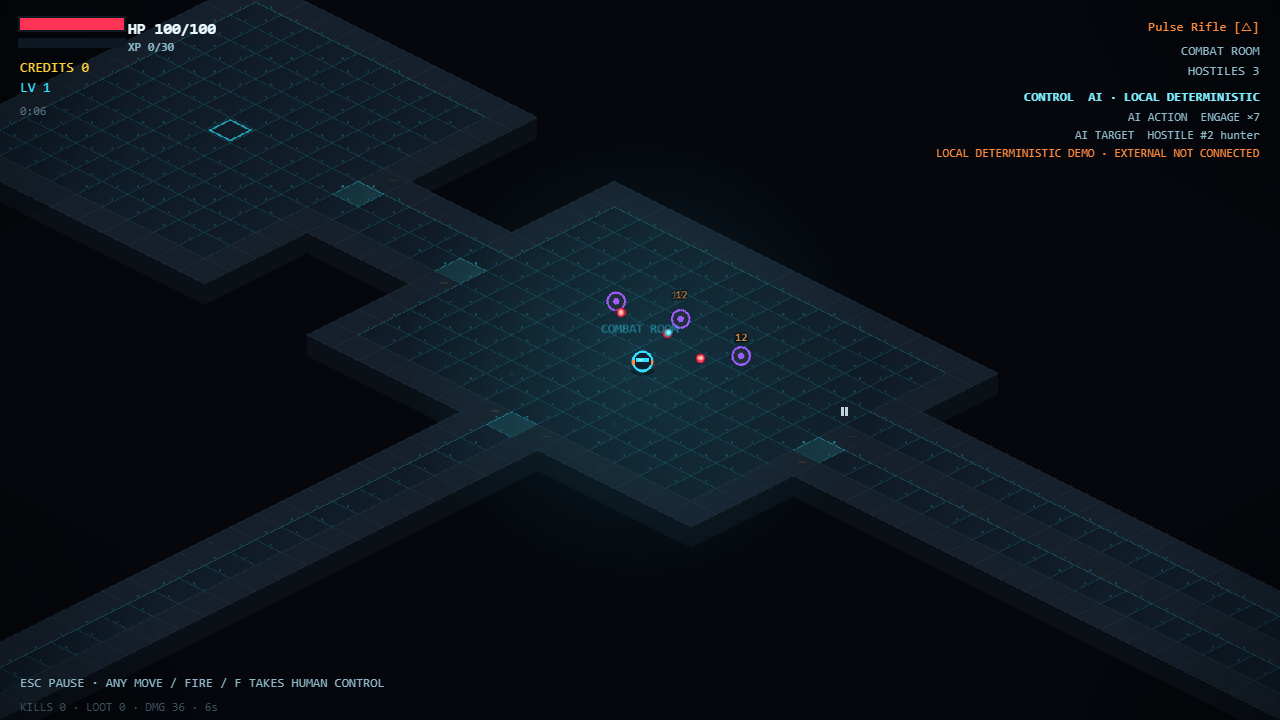 HP 100/100
XP 0/30
CREDITS 0
LV 1
0:06
Pulse Rifle [△]
COMBAT ROOM
HOSTILES 3
CONTROL AI · LOCAL DETERMINISTIC
AI ACTION ENGAGE ×7
AI TARGET HOSTILE #2 hunter
LOCAL DETERMINISTIC DEMO · EXTERNAL NOT CONNECTED
12
COMBAT ROOM
12
ESC PAUSE · ANY MOVE / FIRE / F TAKES HUMAN CONTROL
KILLS 0 · LOOT 0 · DMG 36 · 6s